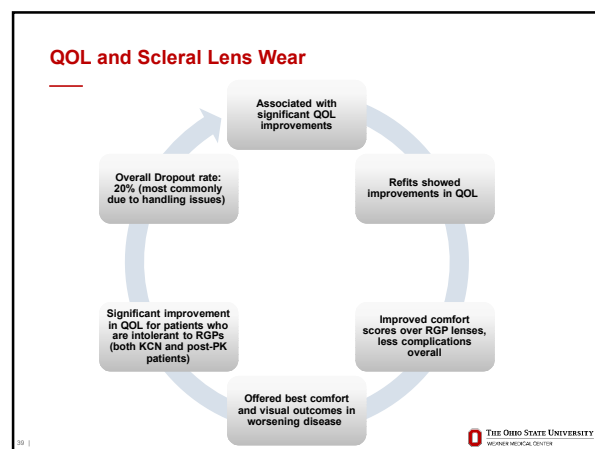 QOL and Scleral Lens Wear
Associated with
significant QOL
improvements
Refits showed
improvements in QOL
Improved comfort
scores over RGP lenses,
less complications
overall
Offered best comfort
and visual outcomes in
worsening disease
Significant improvement
in QOL for patients who
are intolerant to RGPs
(both KCN and post-PK
patients)
Overall Dropout rate:
20% (most commonly
due to handling issues)
39 |
THE OHIO STATE UNIVERSITY
WEXNER MEDICAL CENTER